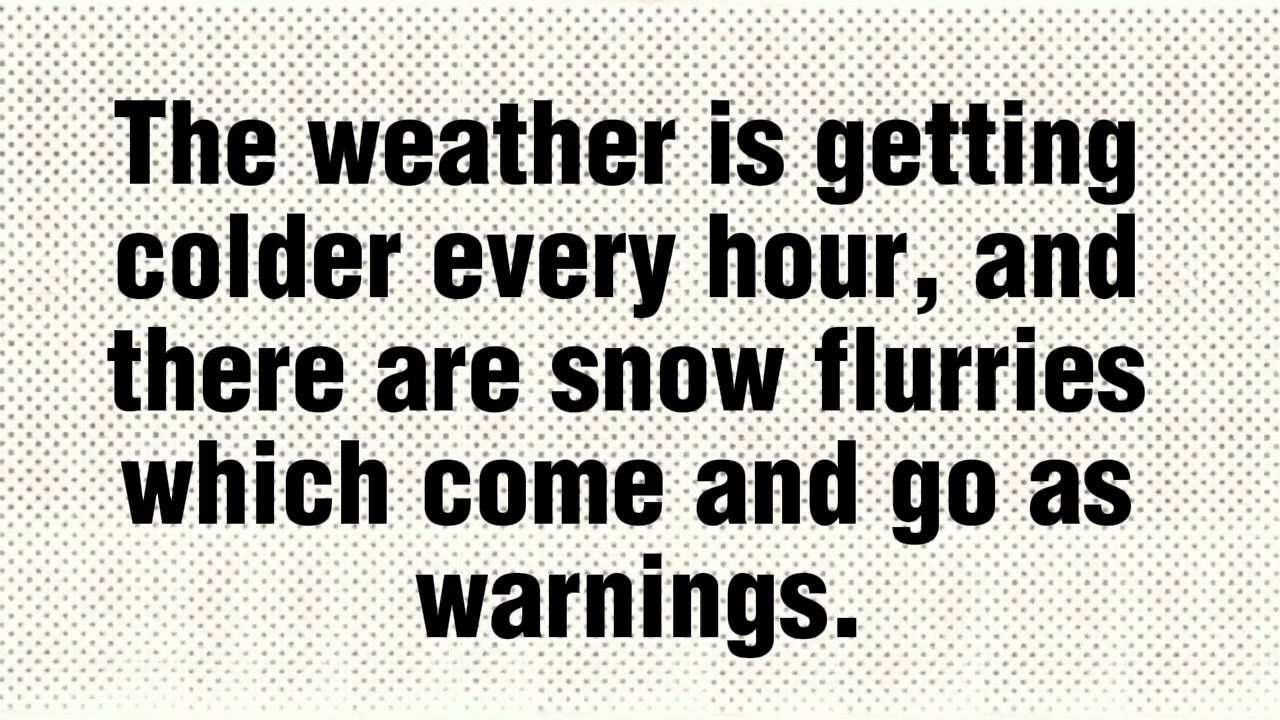 The weather is getting
colder every hour, and
there are snow flurries
which come and go as
warnings.